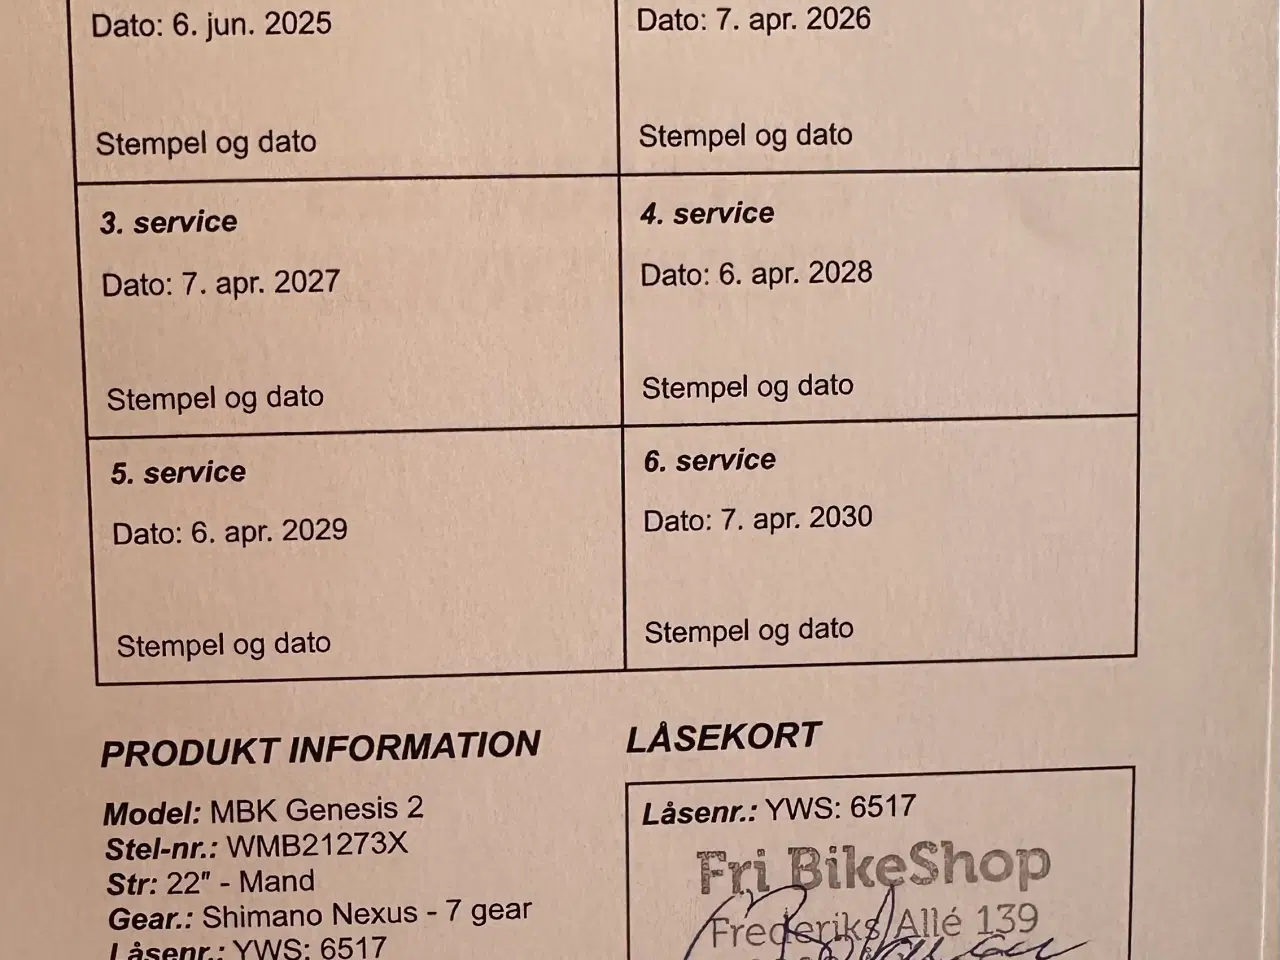 Dato: 6. jun. 2025
Dato: 7. apr. 2026
Stempel og dato
Stempel og dato
3. service
4. service
Dato: 7. apr. 2027
Dato: 6. apr. 2028
Stempel og dato
Stempel og dato
5. service
6. service
Dato: 6. apr. 2029
Dato: 7. apr. 2030
Stempel og dato
Stempel og dato
PRODUKT INFORMATION
Model: MBK Genesis 2
Stel-nr.: WMB21273X
Str: 22" - Mand
Gear.: Shimano Nexus - 7 gear
Låsenr.: YWS: 6517
LÅSEKORT
Låsenr.: YWS: 6517
Fri BikeShop
Frederiks Allé 139